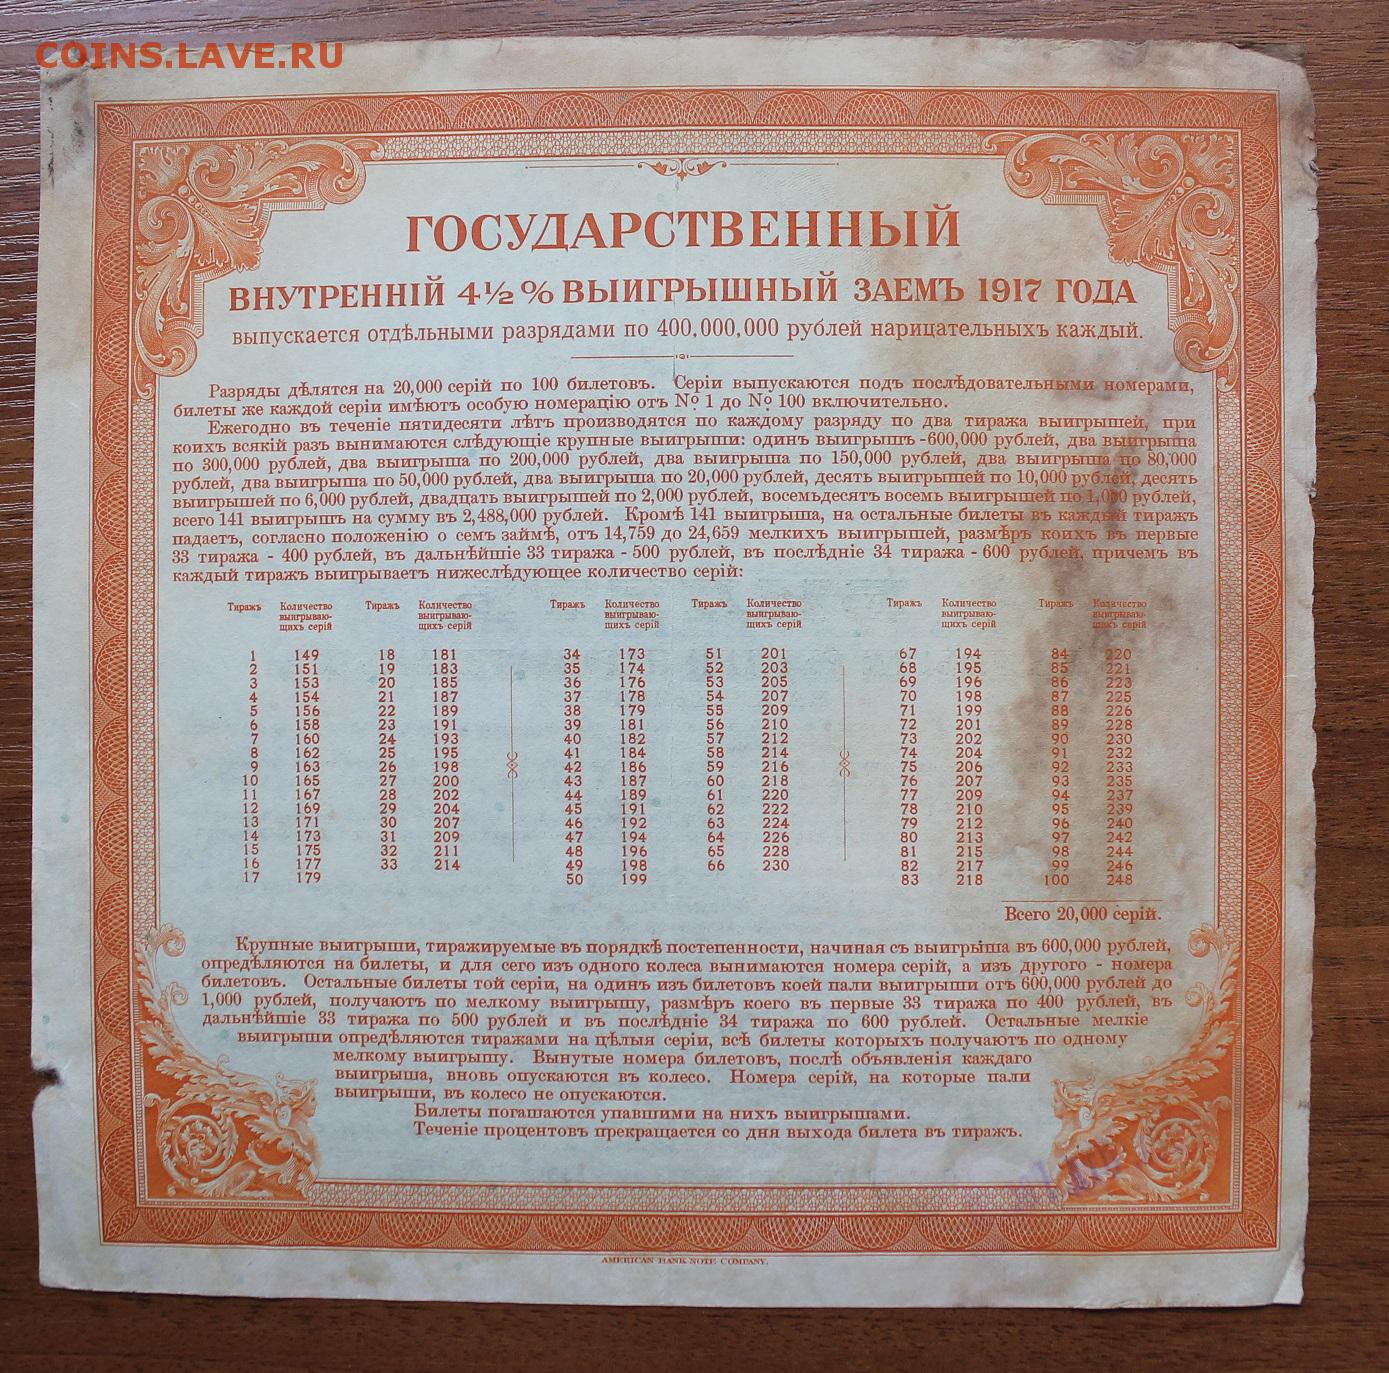 COINS.LAVE.RU
ГОСУДАРСТВЕННЫЙ
ВНУТРЕННІЙ 4½% ВЫИГРЫШНЫЙ ЗАЕМЪ 1917 ГОДА
выпускается отдѣльными разрядами по 400,000,000 рублей нарицательныхъ каждый.
Разряды дѣлятся на 20,000 серій по 100 билетовъ. Серіи выпускаются подъ послѣдовательными номерами,
билеты же каждой серіи имѣютъ особую номерацію отъ № 1 до № 100 включительно.
Ежегодно въ теченіе пятидесяти лѣтъ производятся по каждому разряду по два тиража выигрышей, при
коихъ всякій разъ вынимаются слѣдующіе крупные выигрыши: одинъ выигрышъ -600,000 рублей, два выигрыша
по 300,000 рублей, два выигрыша по 200,000 рублей, два выигрыша по 150,000 рублей, два выигрыша по 80,000
рублей, два выигрыша по 50,000 рублей, два выигрыша по 20,000 рублей, десять выигрышей по 10,000 рублей, десять
выигрышей по 6,000 рублей, двадцать выигрышей по 2,000 рублей, восемьдесятъ восемь выигрышей по 1,000 рублей,
всего 141 выигрышъ на сумму въ 2,488,000 рублей. Кромѣ 141 выигрыша, на остальные билеты въ каждый тиражъ
падаетъ, согласно положенію о семъ займѣ, отъ 14,759 до 24,659 мелкихъ выигрышей, размѣръ коихъ въ первые
33 тиража - 400 рублей, въ дальнѣйшіе 33 тиража - 500 рублей, въ послѣдніе 34 тиража - 600 рублей, причемъ въ
каждый тиражъ выигрываетъ нижеслѣдующее количество серій:
Тиражъ Количество Тиражъ Количество Тиражъ Количество Тиражъ Количество Тиражъ Количество Тиражъ Количество
выигрываю- выигрываю- выигрываю- выигрываю- выигрываю- выигрываю-
щихъ серій щихъ серій щихъ серій щихъ серій щихъ серій щихъ серій
1 149 18 181 34 173 51 201 67 194 84 220
2 151 19 183 35 174 52 203 68 195 85 221
3 153 20 185 36 176 53 205 69 196 86 223
4 154 21 187 37 178 54 207 70 198 87 225
5 156 22 189 38 179 55 209 71 199 88 226
6 158 23 191 39 181 56 210 72 201 89 228
7 160 24 193 40 182 57 212 73 202 90 230
8 162 25 195 41 184 58 214 74 204 91 232
9 163 26 198 42 186 59 216 75 206 92 233
10 165 27 200 43 187 60 218 76 207 93 235
11 167 28 202 44 189 61 220 77 209 94 237
12 169 29 204 45 191 62 222 78 210 95 239
13 171 30 207 46 192 63 224 79 212 96 240
14 173 31 209 47 194 64 226 80 213 97 242
15 175 32 211 48 196 65 228 81 215 98 244
16 177 33 214 49 198 66 230 82 217 99 246
17 179 50 199 83 218 100 248
Всего 20,000 серій.
Крупные выигрыши, тиражируемые въ порядкѣ постепенности, начиная съ выигрыша въ 600,000 рублей,
опредѣляются на билеты, и для сего изъ одного колеса вынимаются номера серій, а изъ другого - номера
билетовъ. Остальные билеты той серіи, на одинъ изъ билетовъ коей пали выигрыши отъ 600,000 рублей до
1,000 рублей, получаютъ по мелкому выигрышу, размѣръ коего въ первые 33 тиража по 400 рублей, въ
дальнѣйшіе 33 тиража по 500 рублей и въ послѣдніе 34 тиража по 600 рублей. Остальные мелкіе
выигрыши опредѣляются тиражами на цѣлыя серіи, всѣ билеты которыхъ получаютъ по одному
мелкому выигрышу. Вынутые номера билетовъ, послѣ объявленія каждаго
выигрыша, вновь опускаются въ колесо. Номера серій, на которые пали
выигрыши, въ колесо не опускаются.
Билеты погашаются упавшими на нихъ выигрышами.
Теченіе процентовъ прекращается со дня выхода билета въ тиражъ.
AMERICAN BANK NOTE COMPANY.